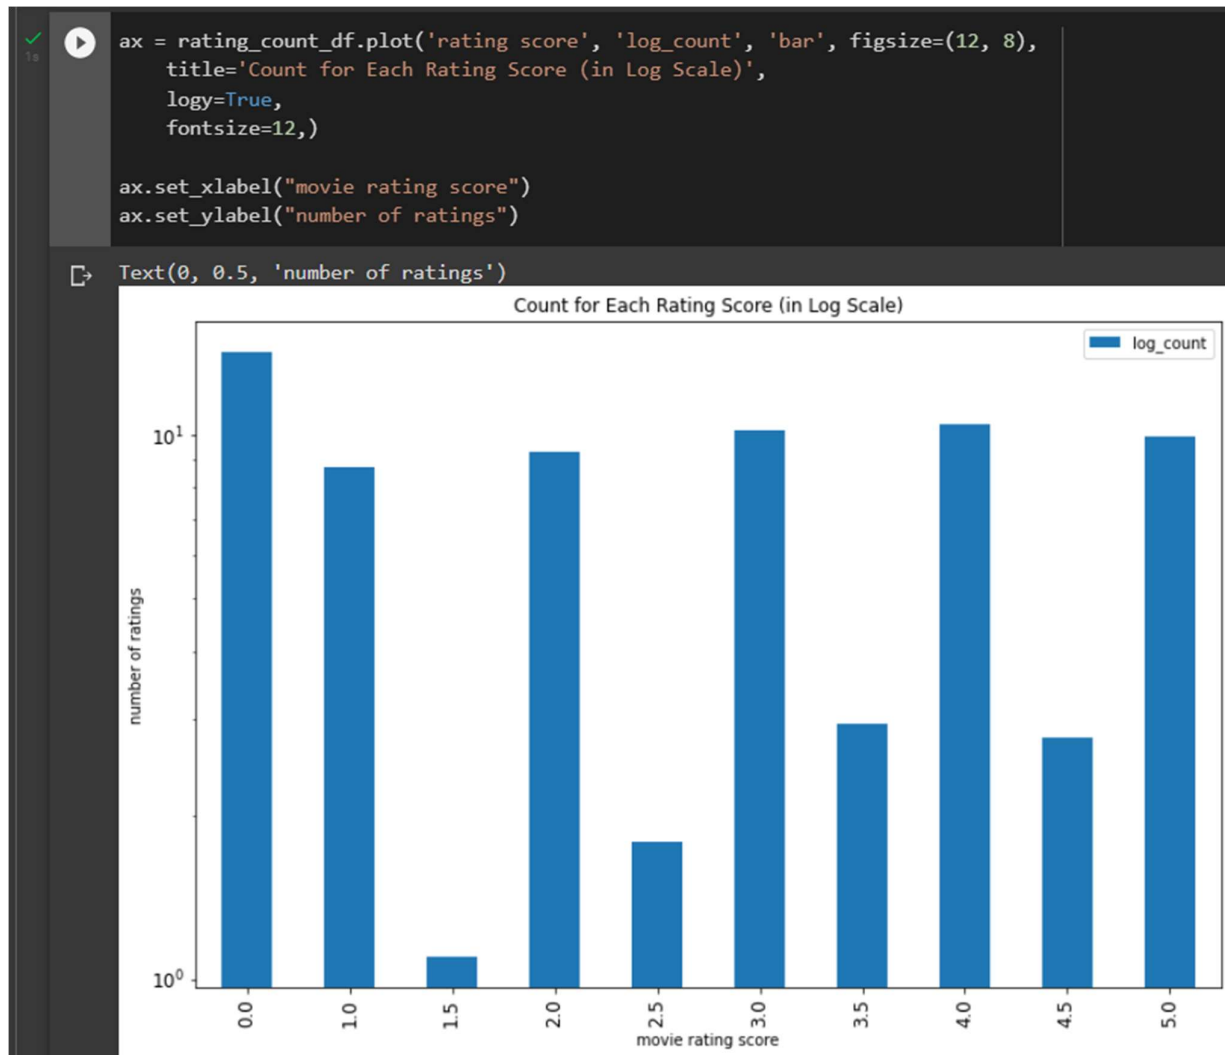 1s
ax = rating_count_df.plot('rating score', 'log_count', 'bar', figsize=(12, 8),
title='Count for Each Rating Score (in Log Scale)',
logy=True,
fontsize=12,)
ax.set_xlabel("movie rating score")
ax.set_ylabel("number of ratings")
Text(0, 0.5, 'number of ratings')
Count for Each Rating Score (in Log Scale)
log_count
10¹
number of ratings
10⁰
0.0 1.0 1.5 2.0 2.5 3.0 3.5 4.0 4.5 5.0
movie rating score